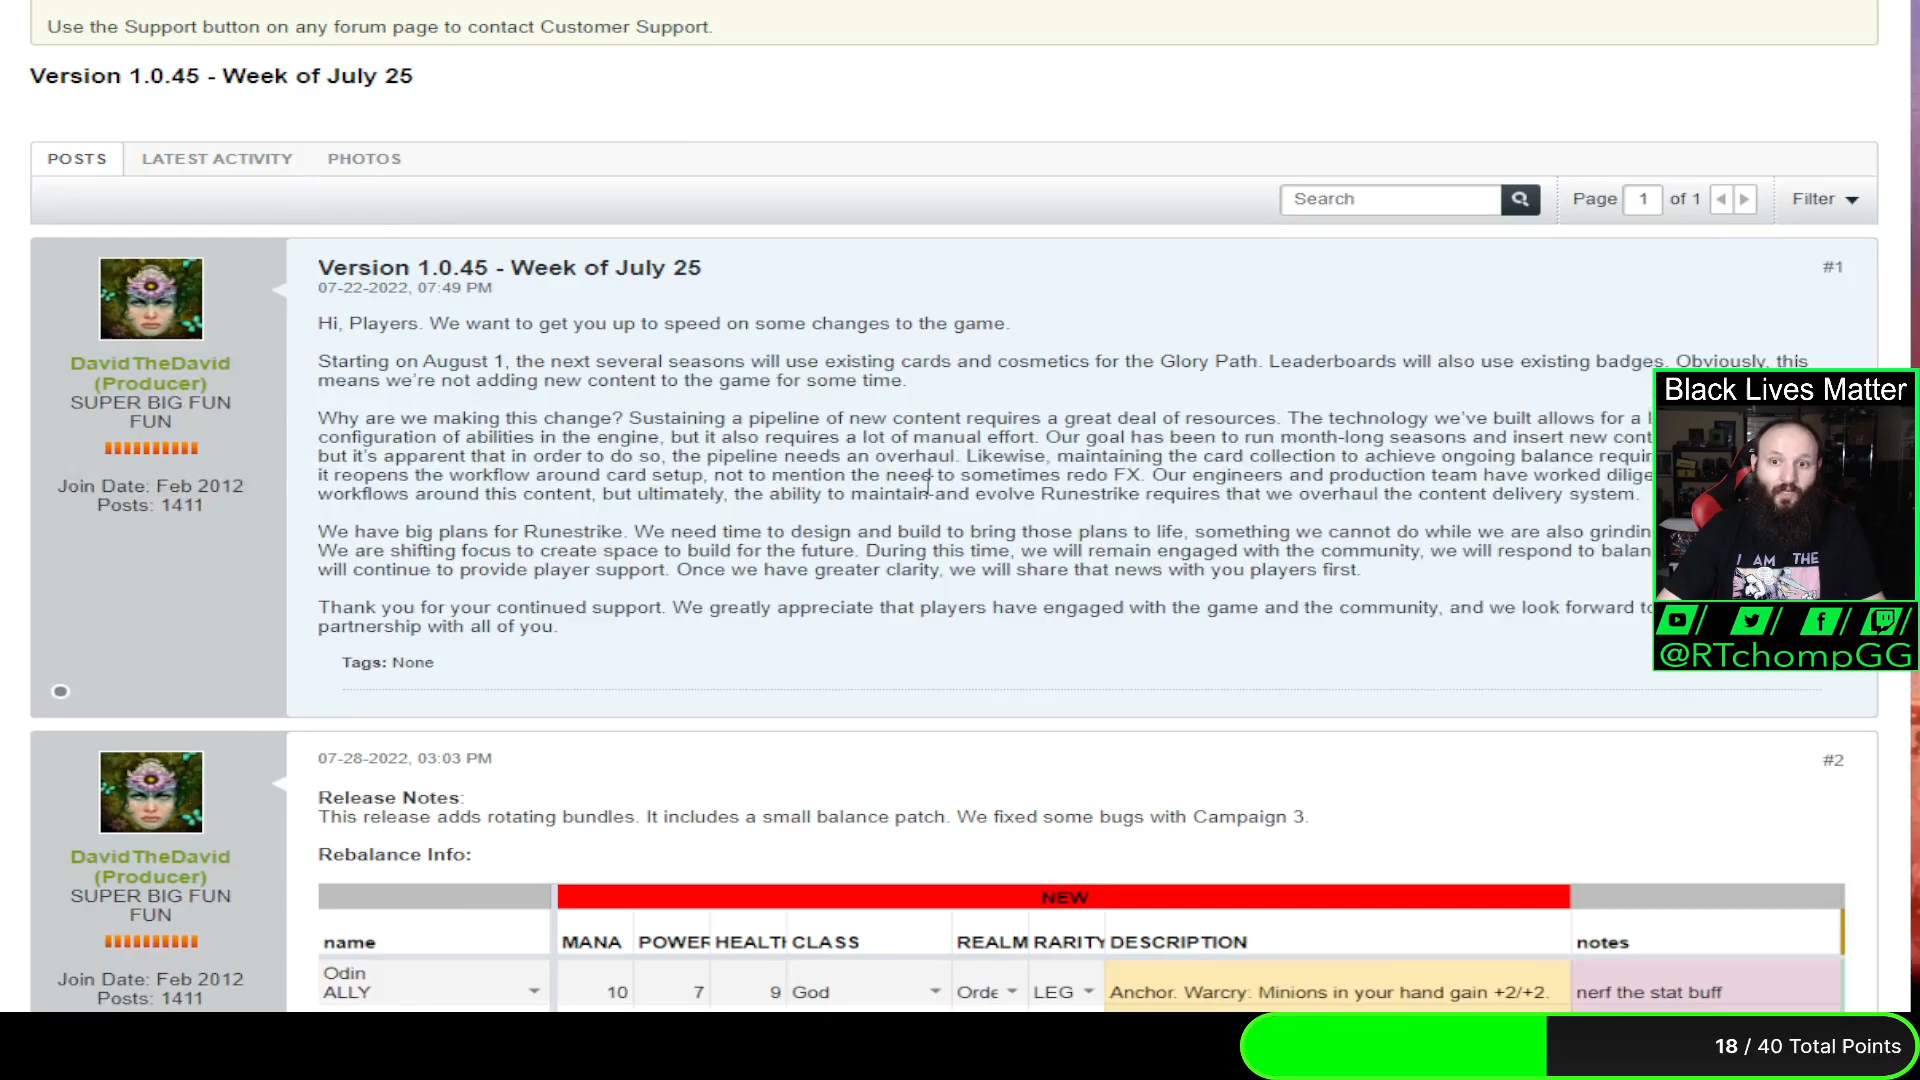 Use the Support button on any forum page to contact Customer Support.
Version 1.0.45 - Week of July 25
POSTS
LATEST ACTIVITY
PHOTOS
Search
Page 1 of 1
Filter
Version 1.0.45 - Week of July 25
#1
07-22-2022, 07:49 PM
DavidTheDavid
(Producer)
SUPER BIG FUN
FUN
Join Date: Feb 2012
Posts: 1411
Hi, Players. We want to get you up to speed on some changes to the game.
Starting on August 1, the next several seasons will use existing cards and cosmetics for the Glory Path. Leaderboards will also use existing badges. Obviously, this
means we're not adding new content to the game for some time.
Why are we making this change? Sustaining a pipeline of new content requires a great deal of resources. The technology we've built allows for a
configuration of abilities in the engine, but it also requires a lot of manual effort. Our goal has been to run month-long seasons and insert new
but it's apparent that in order to do so, the pipeline needs an overhaul. Likewise, maintaining the card collection to achieve ongoing balance
it reopens the workflow around card setup, not to mention the need to sometimes redo FX. Our engineers and production team have worked
workflows around this content, but ultimately, the ability to maintain and evolve Runestrike requires that we overhaul the content delivery system.
We have big plans for Runestrike. We need time to design and build to bring those plans to life, something we cannot do while we are also
We are shifting focus to create space to build for the future. During this time, we will remain engaged with the community, we will respond to
will continue to provide player support. Once we have greater clarity, we will share that news with you players first.
Thank you for your continued support. We greatly appreciate that players have engaged with the game and the community, and we look forward
partnership with all of you.
Tags: None
Black Lives Matter
I AM THE
@RTchompGG
07-28-2022, 03:03 PM
#2
DavidTheDavid
(Producer)
SUPER BIG FUN
FUN
Join Date: Feb 2012
Posts: 1411
Release Notes:
This release adds rotating bundles. It includes a small balance patch. We fixed some bugs with Campaign 3.
Rebalance Info:
NEW
name MANA POWER HEALTH CLASS REALM RARITY DESCRIPTION notes
Odin
ALLY 10 7 9 God Orde LEG Anchor. Warcry: Minions in your hand gain +2/+2. nerf the stat buff
18 / 40 Total Points